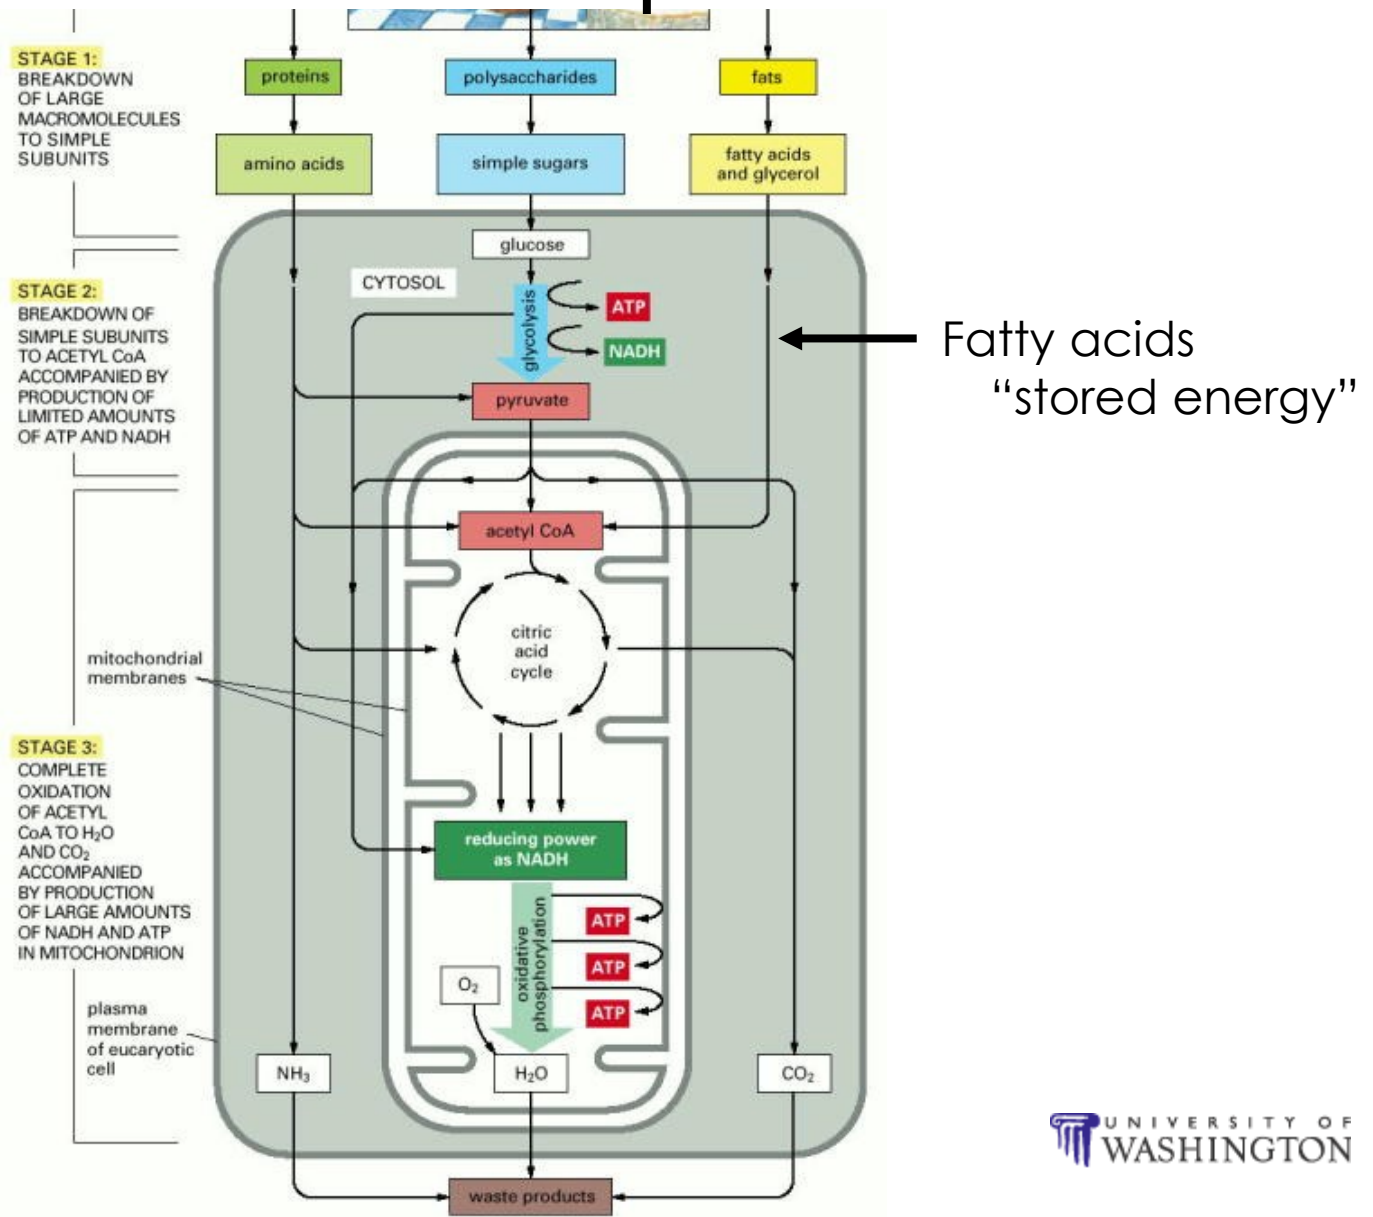 STAGE 1:
BREAKDOWN
OF LARGE
MACROMOLECULES
TO SIMPLE
SUBUNITS
proteins
polysaccharides
fats
amino acids
simple sugars
fatty acids
and glycerol
glucose
CYTOSOL
STAGE 2:
BREAKDOWN OF
SIMPLE SUBUNITS
TO ACETYL CoA
ACCOMPANIED BY
PRODUCTION OF
LIMITED AMOUNTS
OF ATP AND NADH
glycolysis
ATP
NADH
Fatty acids
“stored energy”
pyruvate
acetyl CoA
citric
acid
cycle
mitochondrial
membranes
STAGE 3:
COMPLETE
OXIDATION
OF ACETYL
CoA TO H₂O
AND CO₂
ACCOMPANIED
BY PRODUCTION
OF LARGE AMOUNTS
OF NADH AND ATP
IN MITOCHONDRION
reducing power
as NADH
oxidative
phosphorylation
ATP
ATP
ATP
O₂
plasma
membrane
of eucaryotic
cell
NH₃
H₂O
CO₂
waste products
UNIVERSITY OF
WASHINGTON